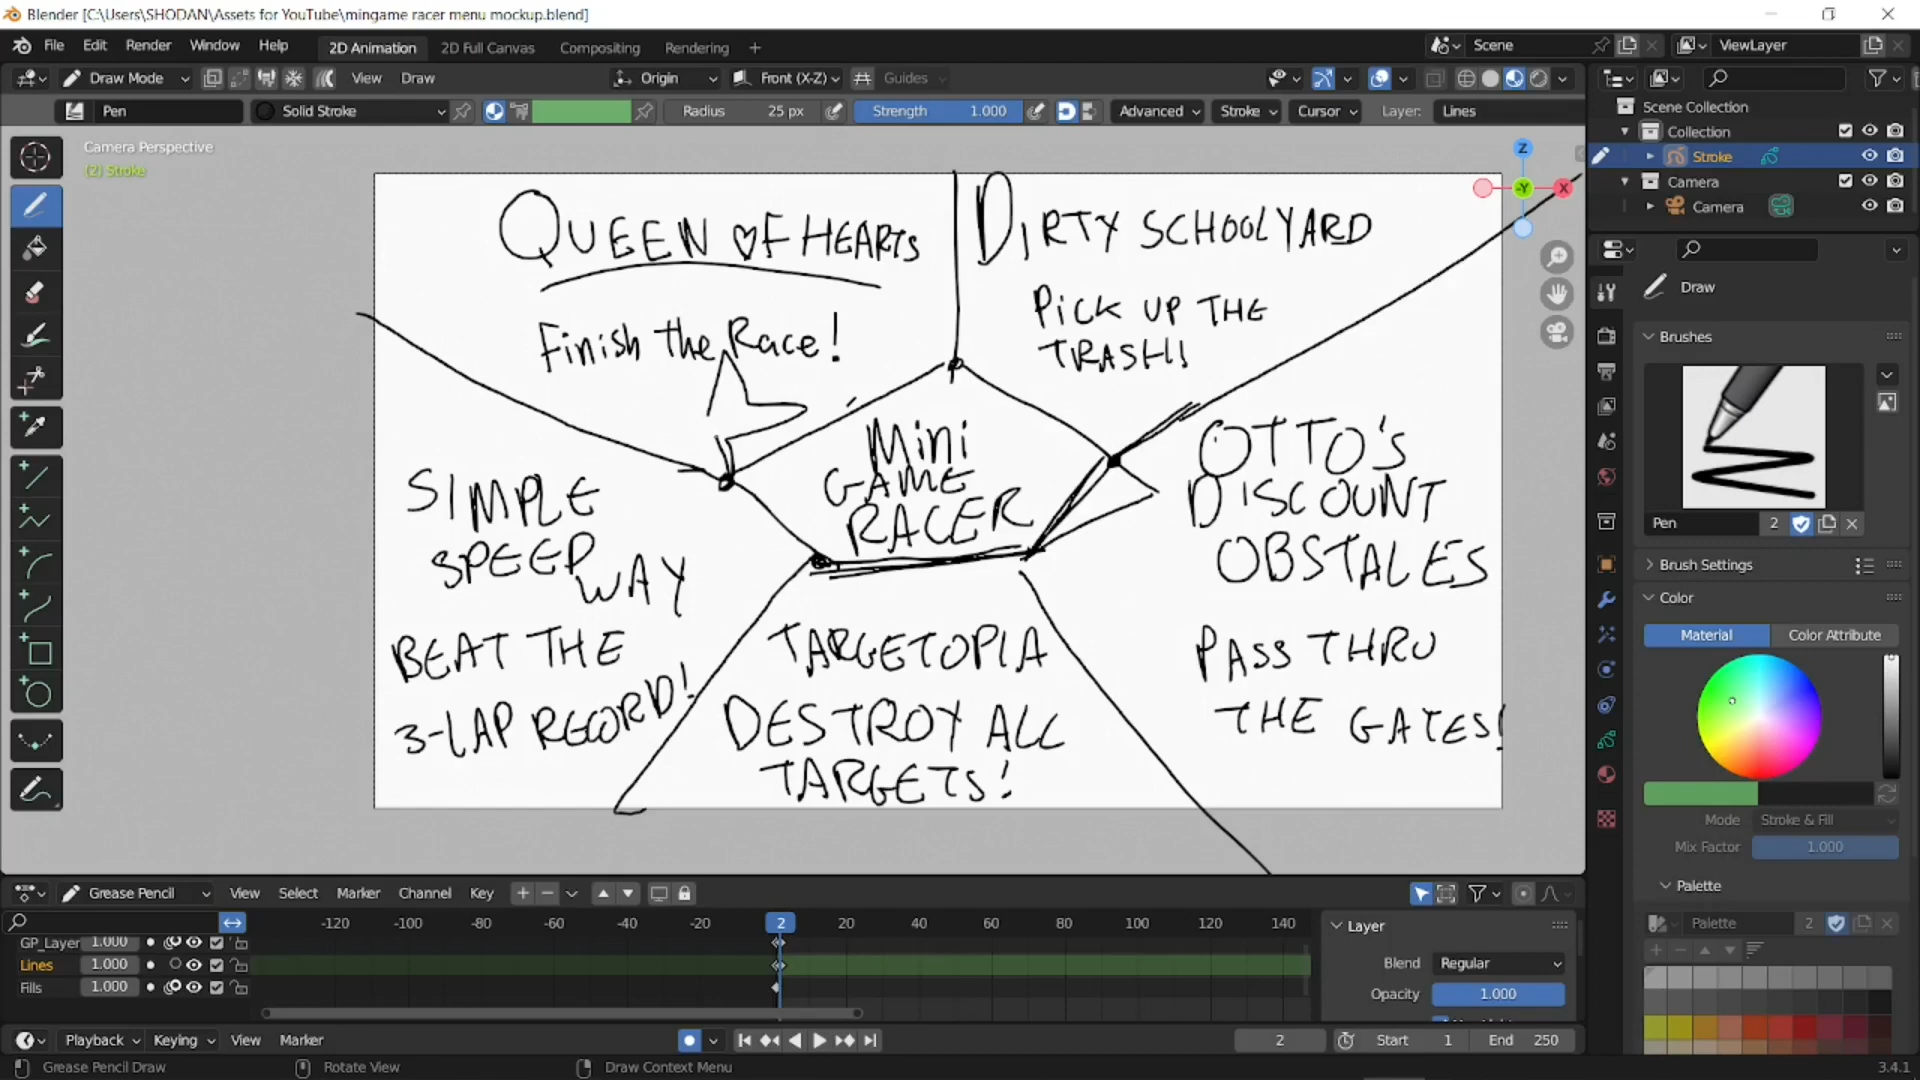 Blender [C:\Users\SHODAN\Assets for YouTube\mingame racer menu mockup.blend]
File Edit Render Window Help 2D Animation 2D Full Canvas Compositing Rendering + Scene ViewLayer
Draw Mode View Draw Origin Front (X-Z) Guides
Pen Solid Stroke Radius 25 px Strength 1.000 Advanced Stroke Cursor Layer: Lines
Camera Perspective
(2) Stroke
Z
-Y X
QUEEN OF HEARTS
Finish the Race!
DIRTY SCHOOLYARD
PICK UP THE
TRASH!
Mini
GAME
RACER
SIMPLE
SPEED
WAY
BEAT THE
3-LAP RECORD!
TARGETOPIA
DESTROY ALL
TARGETS!
OTTO'S
DISCOUNT
OBSTALES
PASS THRU
THE GATES!
Scene Collection
Collection
Stroke
Camera
Camera
Draw
Brushes
Pen 2
Brush Settings
Color
Material Color Attribute
Mode Stroke & Fill
Mix Factor 1.000
Palette
Palette 2
Grease Pencil View Select Marker Channel Key
-120 -100 -80 -60 -40 -20 2 20 40 60 80 100 120 140
GP_Layer 1.000
Lines 1.000
Fills 1.000
Layer
Blend Regular
Opacity 1.000
Playback Keying View Marker 2 Start 1 End 250
Grease Pencil Draw Rotate View Draw Context Menu 3.4.1